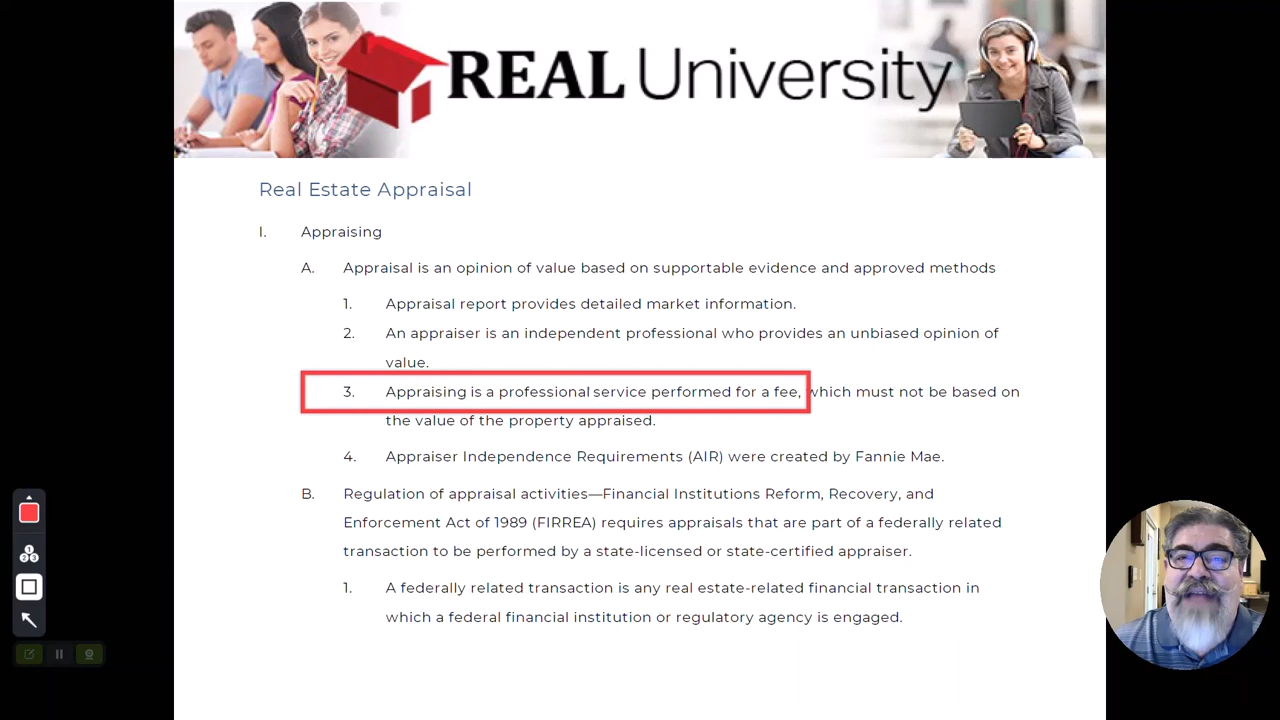 REAL University
Real Estate Appraisal
I. Appraising
A. Appraisal is an opinion of value based on supportable evidence and approved methods
1. Appraisal report provides detailed market information.
2. An appraiser is an independent professional who provides an unbiased opinion of
value.
3. Appraising is a professional service performed for a fee, which must not be based on
the value of the property appraised.
4. Appraiser Independence Requirements (AIR) were created by Fannie Mae.
B. Regulation of appraisal activities—Financial Institutions Reform, Recovery, and
Enforcement Act of 1989 (FIRREA) requires appraisals that are part of a federally related
transaction to be performed by a state-licensed or state-certified appraiser.
1. A federally related transaction is any real estate-related financial transaction in
which a federal financial institution or regulatory agency is engaged.